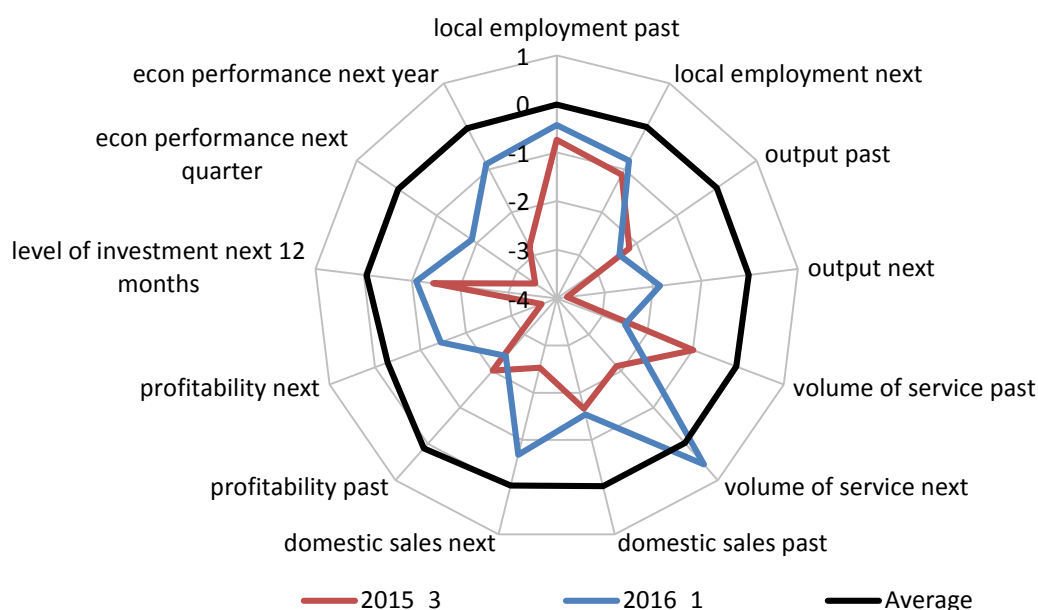 local employment past
local employment next
output past
output next
volume of service past
volume of service next
domestic sales past
domestic sales next
profitability past
profitability next
level of investment next 12
months
econ performance next
quarter
econ performance next year
1
0
-1
-2
-3
-4
2015_3
2016_1
Average